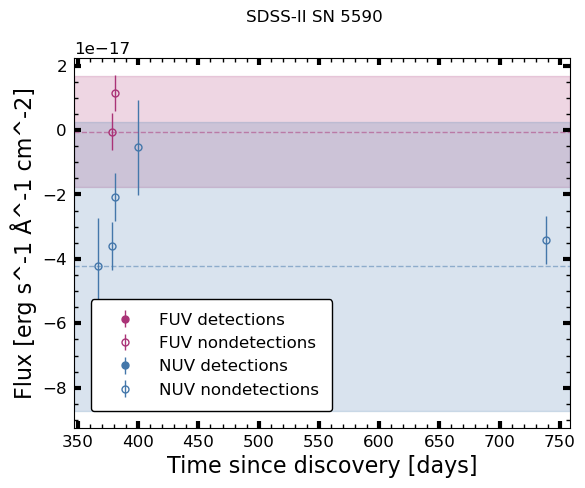 SDSS-II SN 5590
1e−17
2
0
−2
−4
−6
−8
Flux [erg s^-1 Å^-1 cm^-2]
FUV detections
FUV nondetections
NUV detections
NUV nondetections
350 400 450 500 550 600 650 700 750
Time since discovery [days]